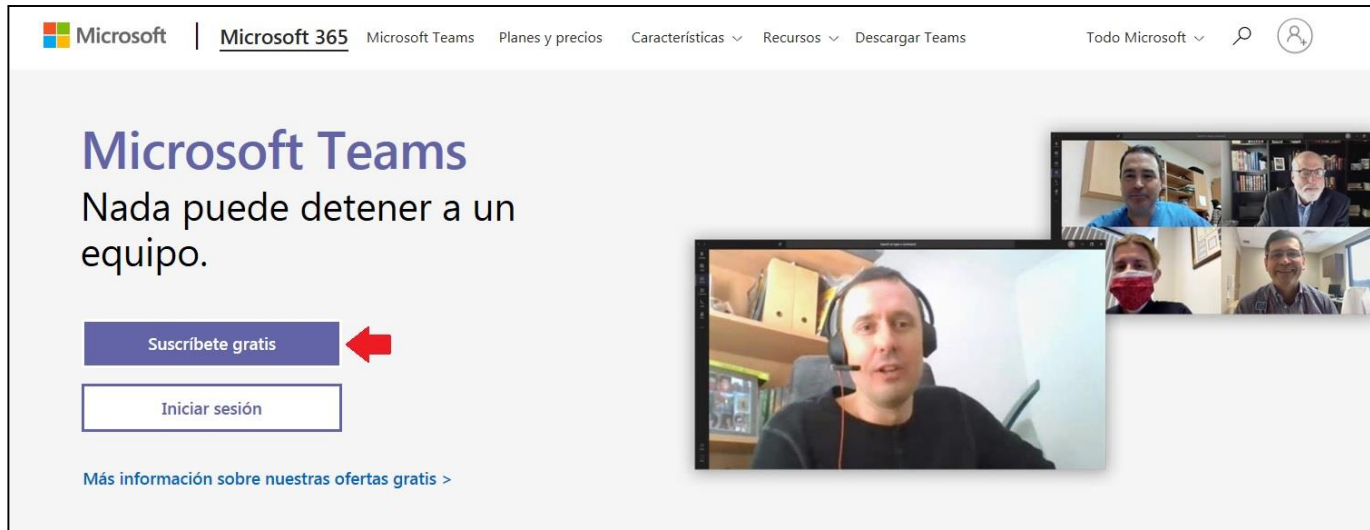 Microsoft | Microsoft 365 Microsoft Teams Planes y precios Características Recursos Descargar Teams Todo Microsoft
Microsoft Teams
Nada puede detener a un
equipo.
Suscríbete gratis
Iniciar sesión
Más información sobre nuestras ofertas gratis >